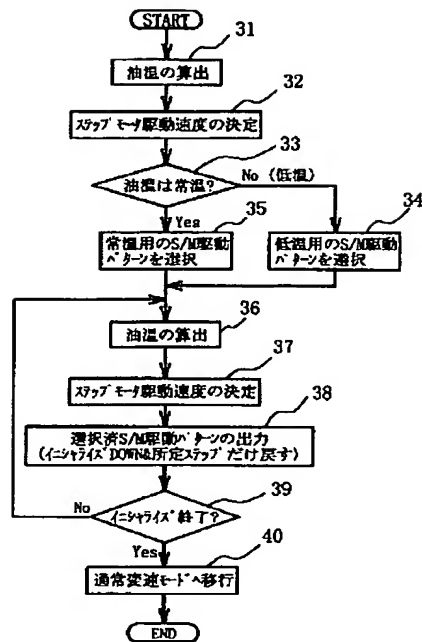 START
31
油温の算出
32
ステップモータ駆動速度の決定
33
油温は常温?
No (低温)
Yes
35
34
常温用のS/M駆動
パターンを選択
低温用のS/M駆動
パターンを選択
36
油温の算出
37
ステップモータ駆動速度の決定
38
選択済S/M駆動パターンの出力
(イニシャライズDOWN&所定ステップだけ戻す)
39
No
イニシャライズ終了?
Yes
40
通常変速モードへ移行
END